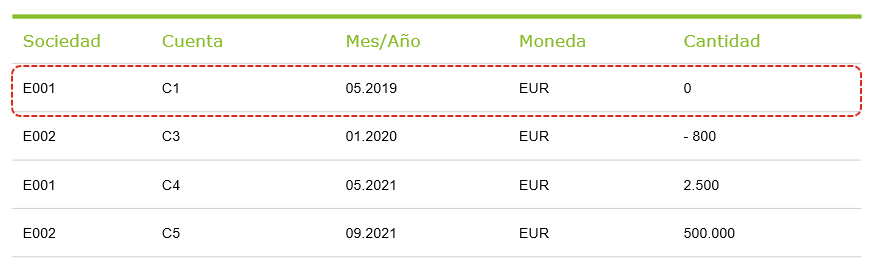 Sociedad Cuenta Mes/Año Moneda Cantidad
E001 C1 05.2019 EUR 0
E002 C3 01.2020 EUR - 800
E001 C4 05.2021 EUR 2.500
E002 C5 09.2021 EUR 500.000